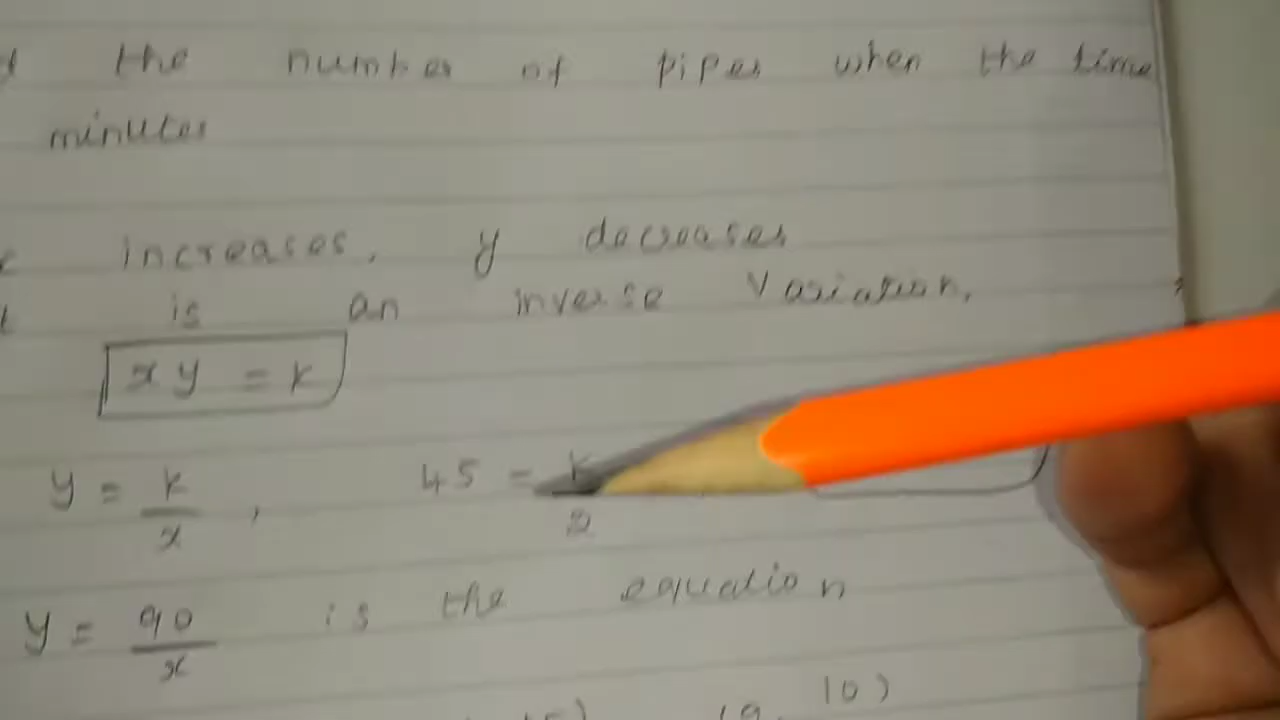 the number of pipes when the time
minutes
increases, y decreases
is an inverse variation.
xy = k
y = k/x , 45 = k/2
y = 90/x is the equation
(9, 10)